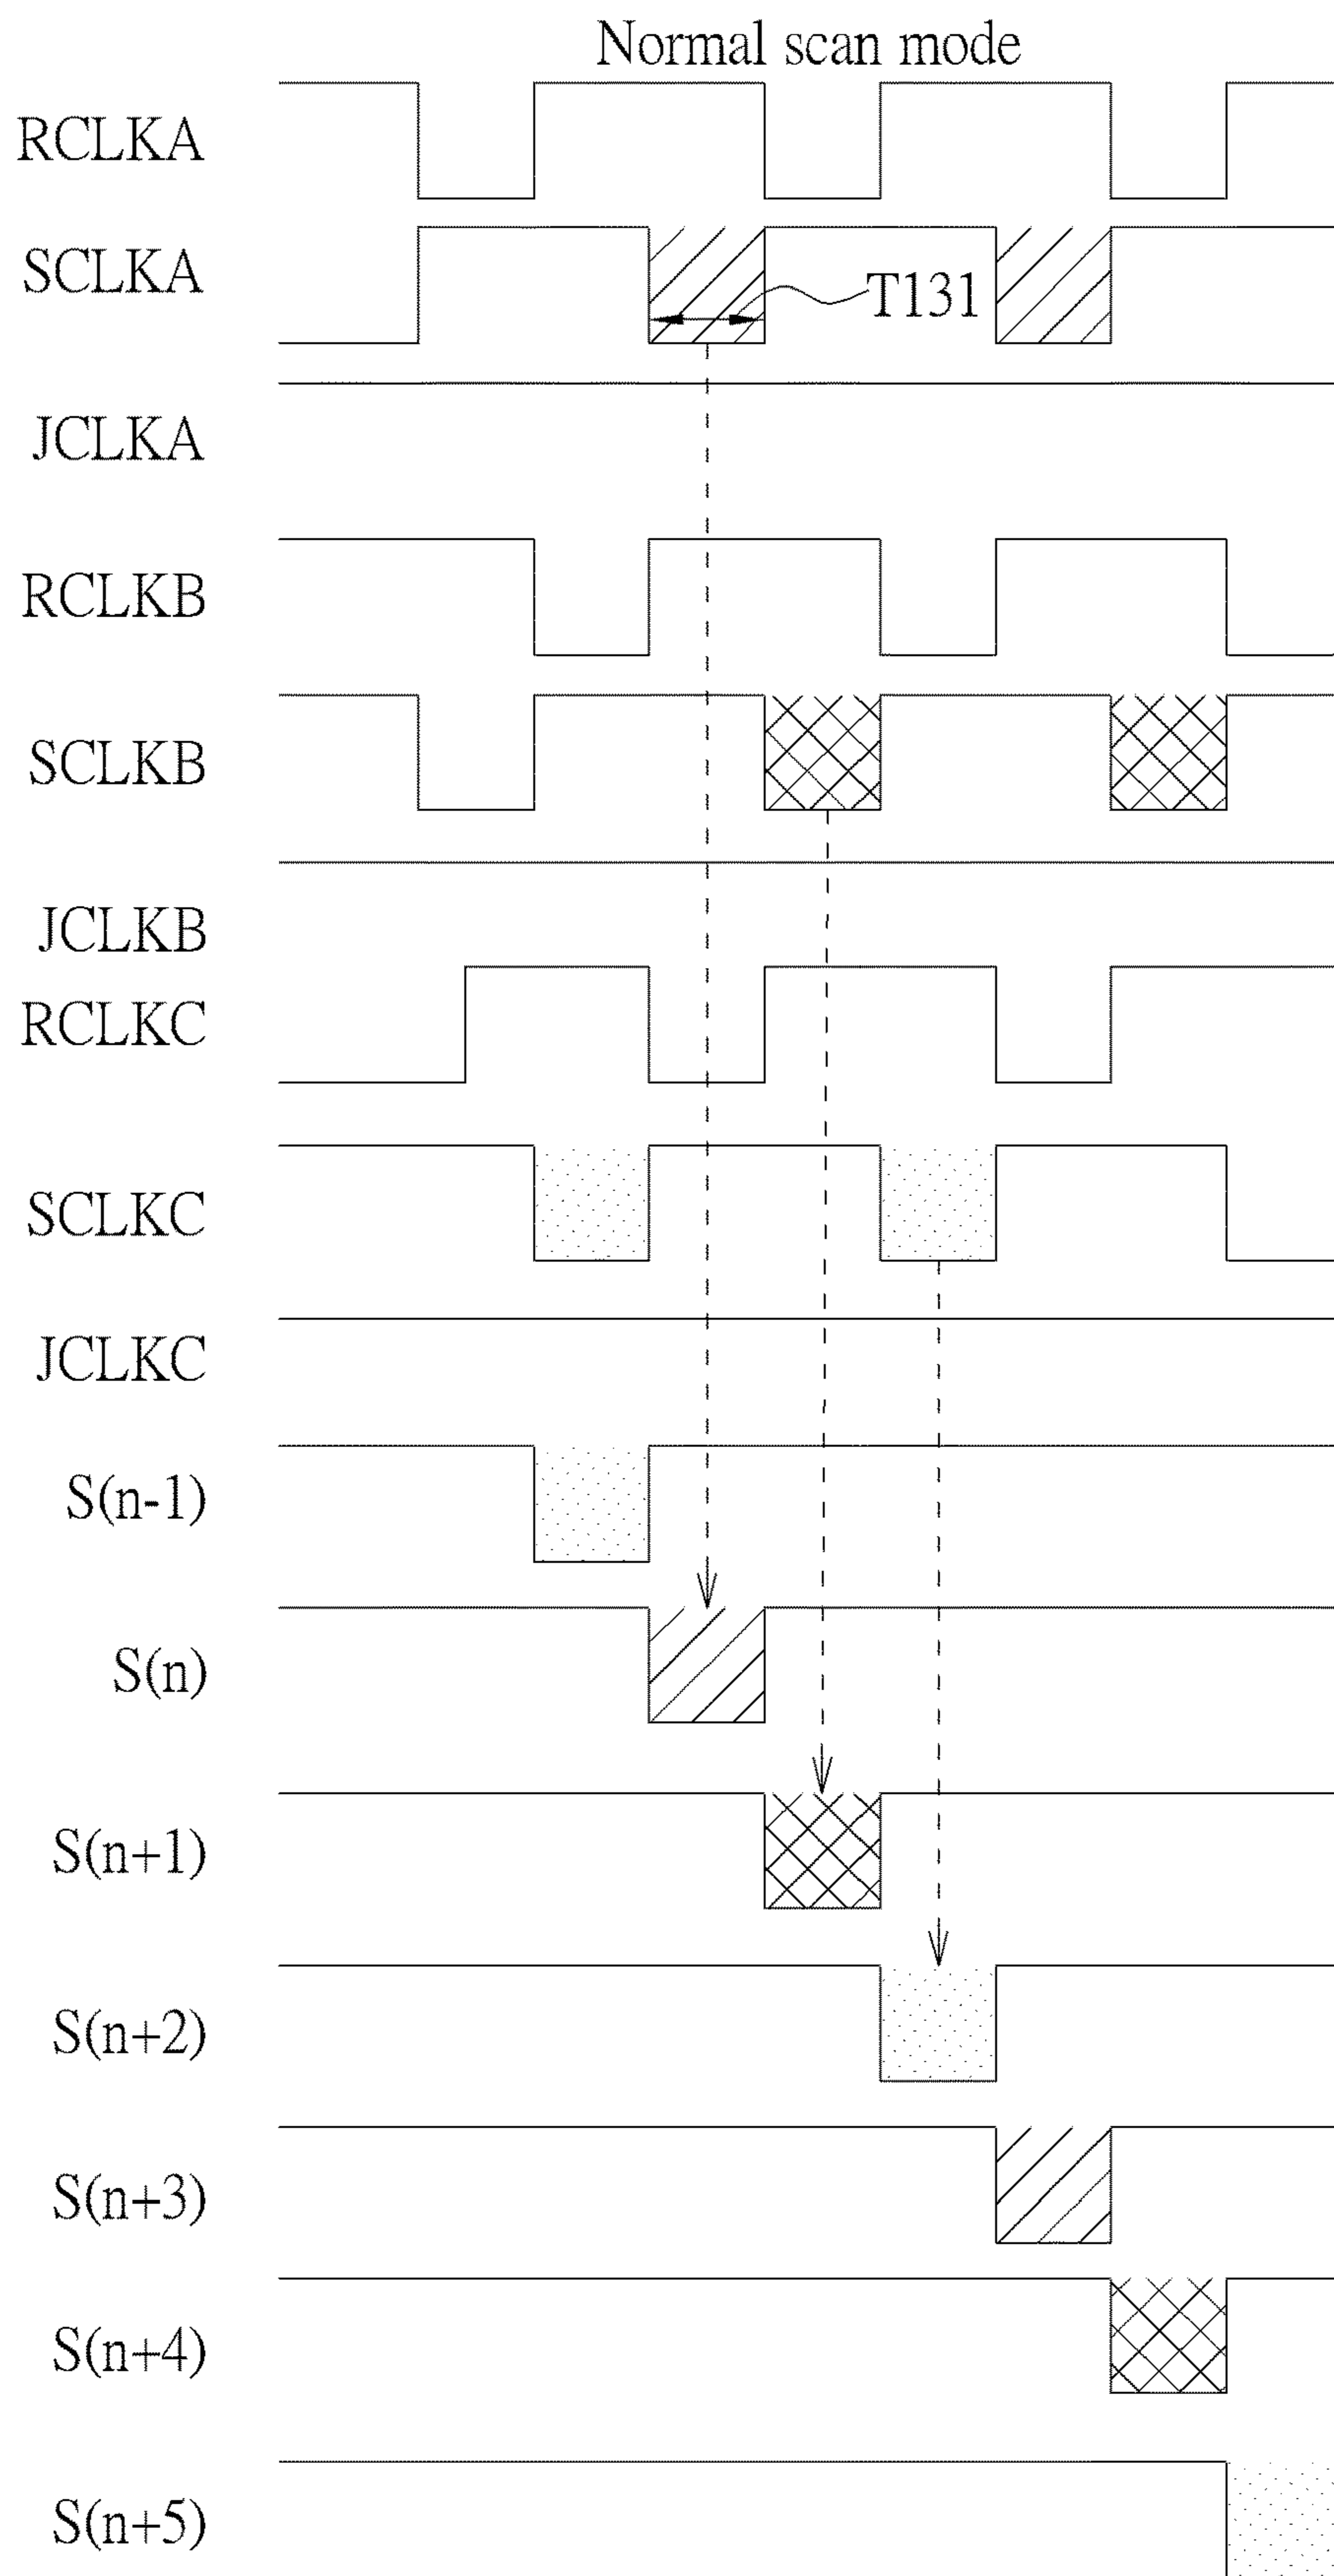 Normal scan mode
RCLKA
SCLKA
T131
JCLKA
RCLKB
SCLKB
JCLKB
RCLKC
SCLKC
JCLKC
S(n-1)
S(n)
S(n+1)
S(n+2)
S(n+3)
S(n+4)
S(n+5)